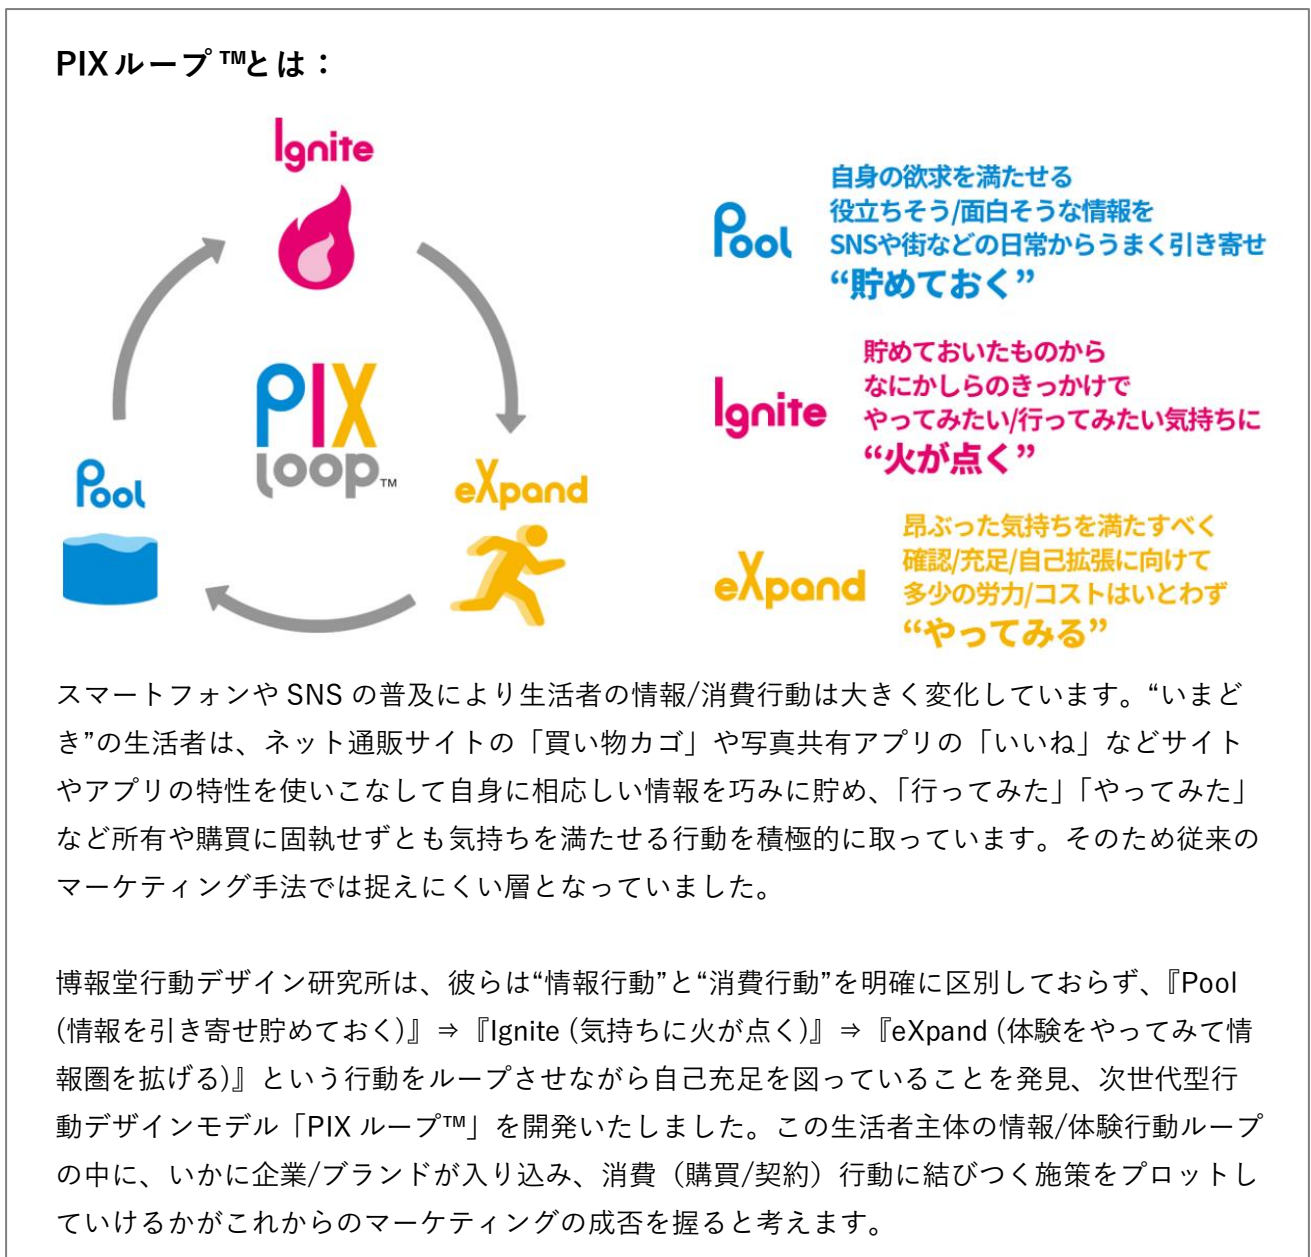 PIXループ™とは：
Ignite
PIX
loop™
Pool
eXpand
Pool
自身の欲求を満たせる
役立ちそう/面白そうな情報を
SNSや街などの日常からうまく引き寄せ
“貯めておく”
Ignite
貯めておいたものから
なにかしらのきっかけで
やってみたい/行ってみたい気持ちに
“火が点く”
eXpand
昂ぶった気持ちを満たすべく
確認/充足/自己拡張に向けて
多少の労力/コストはいとわず
“やってみる”
スマートフォンや SNS の普及により生活者の情報/消費行動は大きく変化しています。“いまど
き”の生活者は、ネット通販サイトの「買い物カゴ」や写真共有アプリの「いいね」などサイト
やアプリの特性を使いこなして自身に相応しい情報を巧みに貯め、「行ってみた」「やってみた」
など所有や購買に固執せずとも気持ちを満たせる行動を積極的に取っています。そのため従来の
マーケティング手法では捉えにくい層となっていました。
博報堂行動デザイン研究所は、彼らは“情報行動”と“消費行動”を明確に区別しておらず、『Pool
(情報を引き寄せ貯めておく)』⇒『Ignite (気持ちに火が点く)』⇒『eXpand (体験をやってみて情
報圏を拡げる)』という行動をループさせながら自己充足を図っていることを発見、次世代型行
動デザインモデル「PIX ループ™」を開発いたしました。この生活者主体の情報/体験行動ループ
の中に、いかに企業/ブランドが入り込み、消費（購買/契約）行動に結びつく施策をプロットし
ていけるかがこれからのマーケティングの成否を握ると考えます。